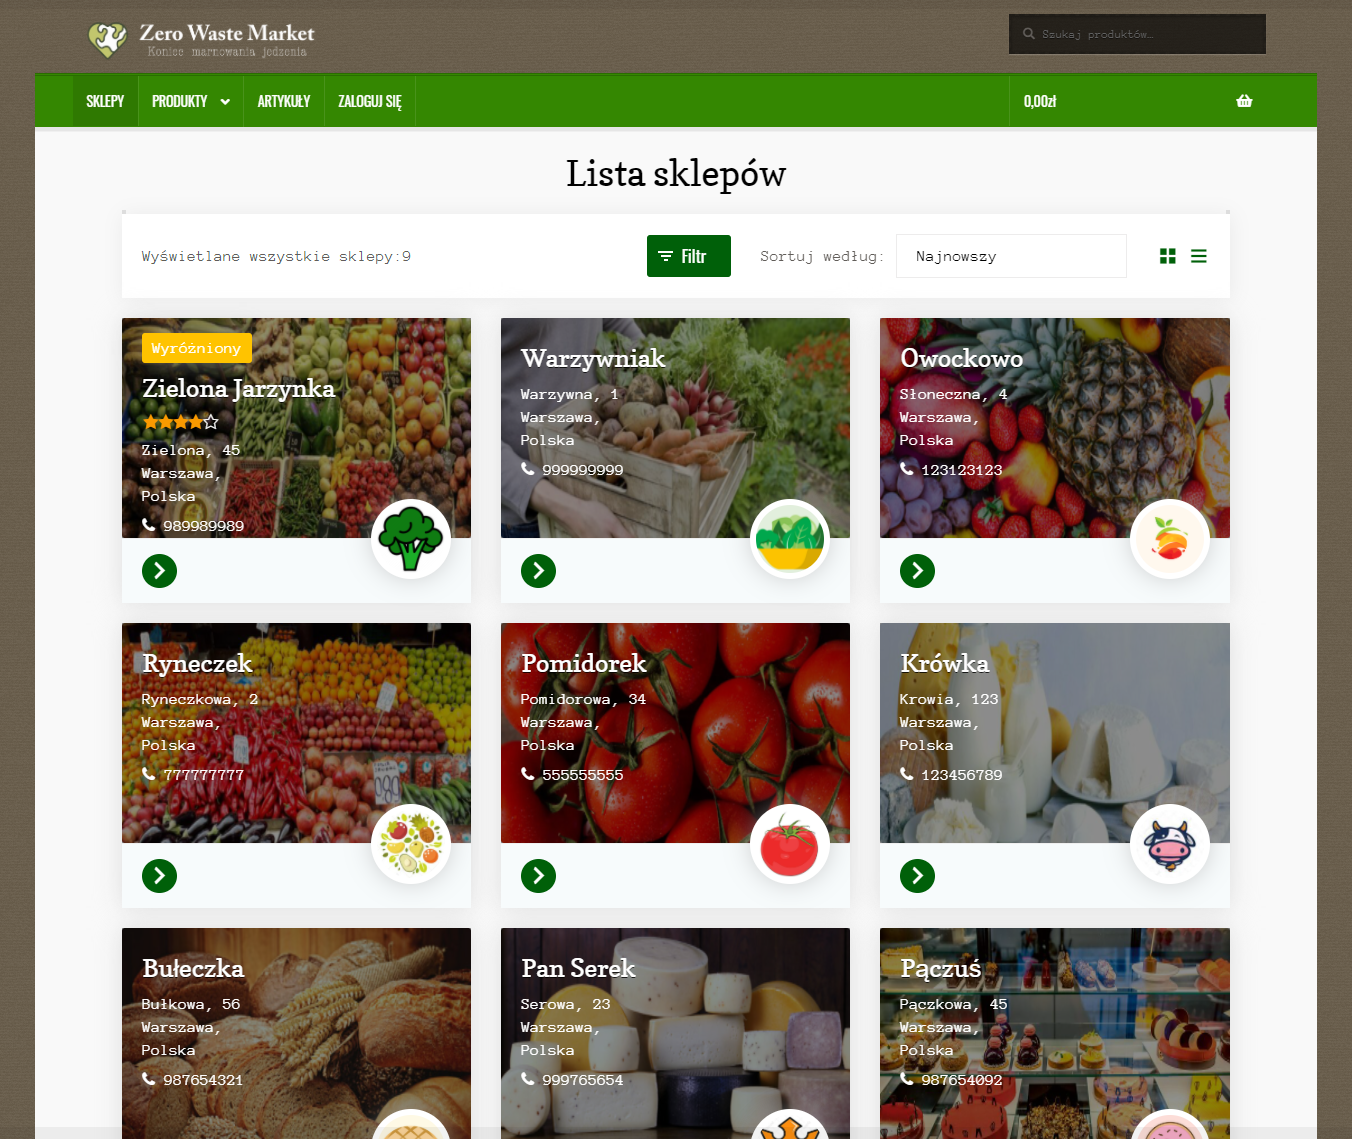 Zero Waste Market
Koniec marnowania jedzenia
Szukaj produktów…
SKLEPY
PRODUKTY
ARTYKUŁY
ZALOGUJ SIĘ
0,00zł
Lista sklepów
Wyświetlane wszystkie sklepy:9
Filtr
Sortuj według:
Najnowszy
Wyróżniony
Zielona Jarzynka
Zielona, 45
Warszawa,
Polska
989989989
Warzywniak
Warzywna, 1
Warszawa,
Polska
999999999
Owockowo
Słoneczna, 4
Warszawa,
Polska
123123123
Ryneczek
Ryneczkowa, 2
Warszawa,
Polska
777777777
Pomidorek
Pomidorowa, 34
Warszawa,
Polska
555555555
Krówka
Krowia, 123
Warszawa,
Polska
123456789
Bułeczka
Bułkowa, 56
Warszawa,
Polska
987654321
Pan Serek
Serowa, 23
Warszawa,
Polska
999765654
Pączuś
Pączkowa, 45
Warszawa,
Polska
987654092